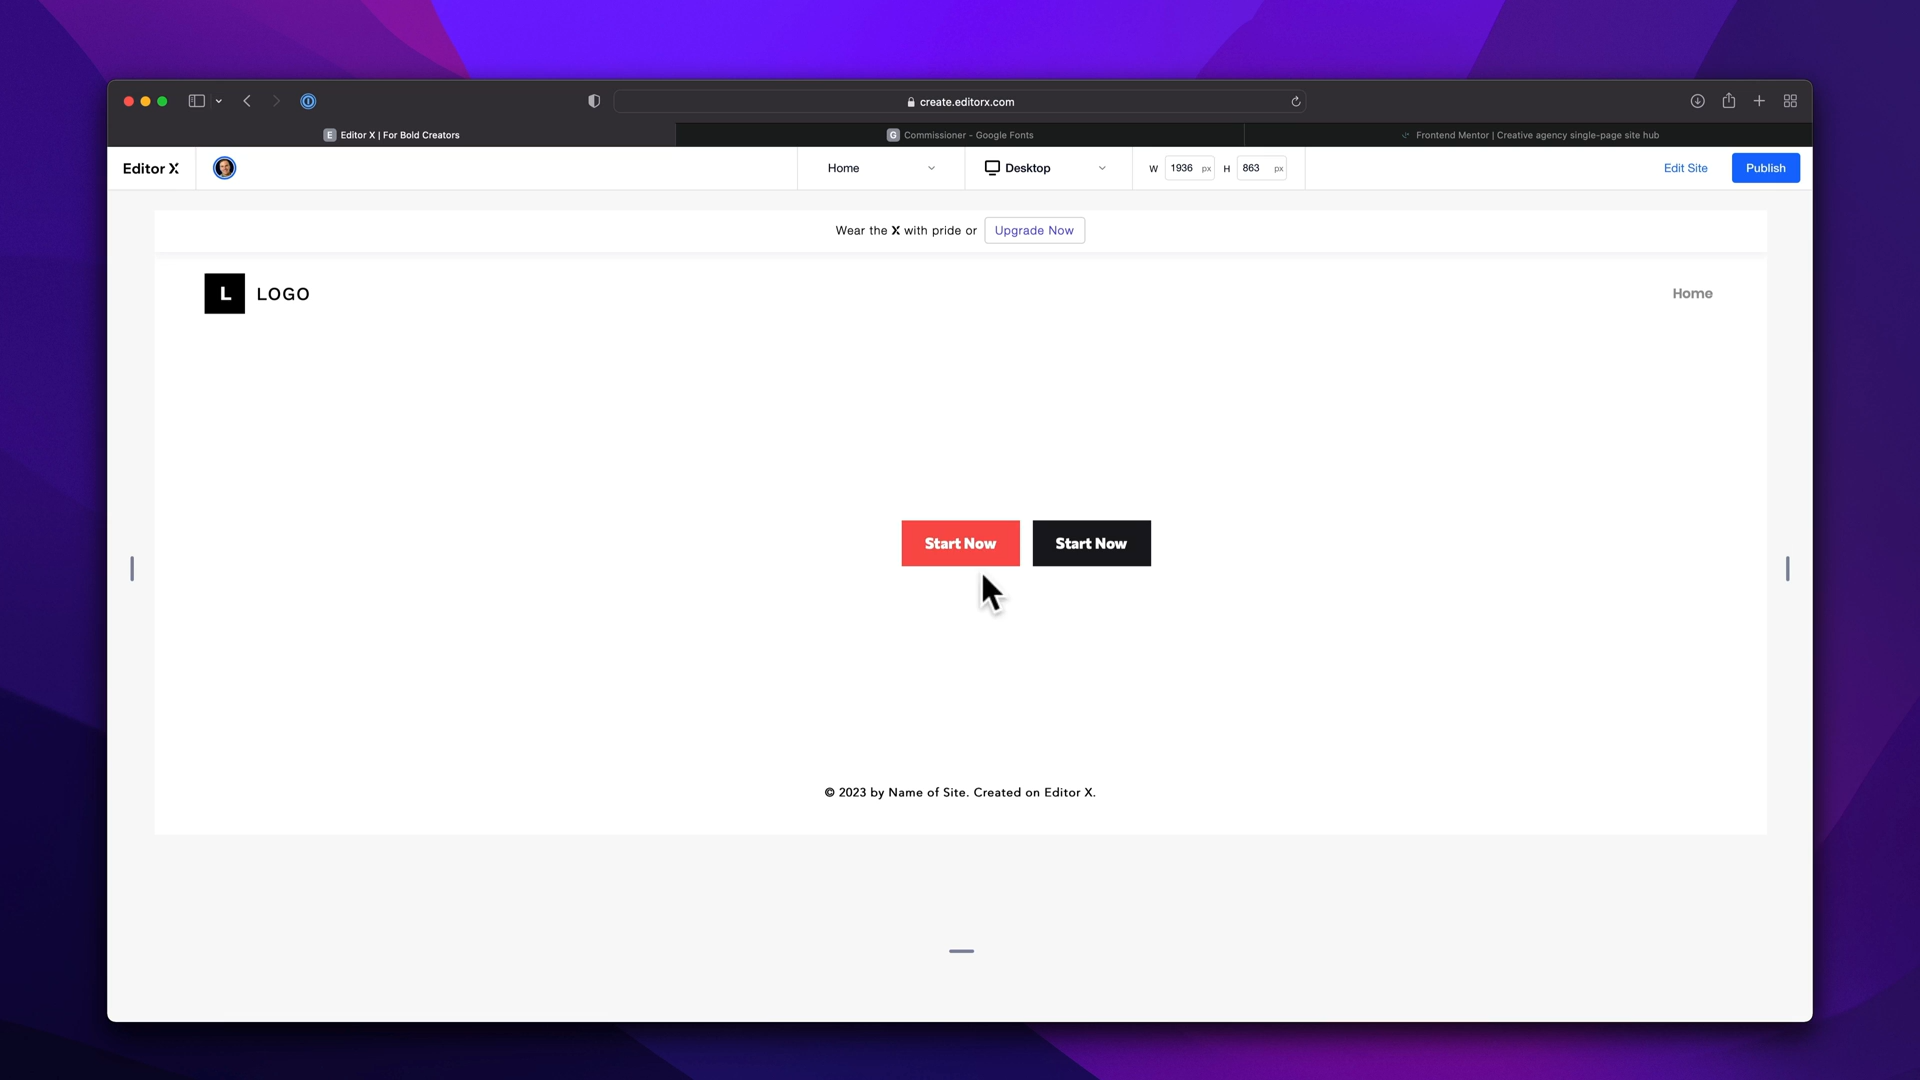 create.editorx.com
E Editor X | For Bold Creators
G Commissioner - Google Fonts
Frontend Mentor | Creative agency single-page site hub
Editor X
Home
Desktop
W 1936 px H 863 px
Edit Site
Publish
Wear the X with pride or Upgrade Now
L LOGO
Home
Start Now
Start Now
© 2023 by Name of Site. Created on Editor X.